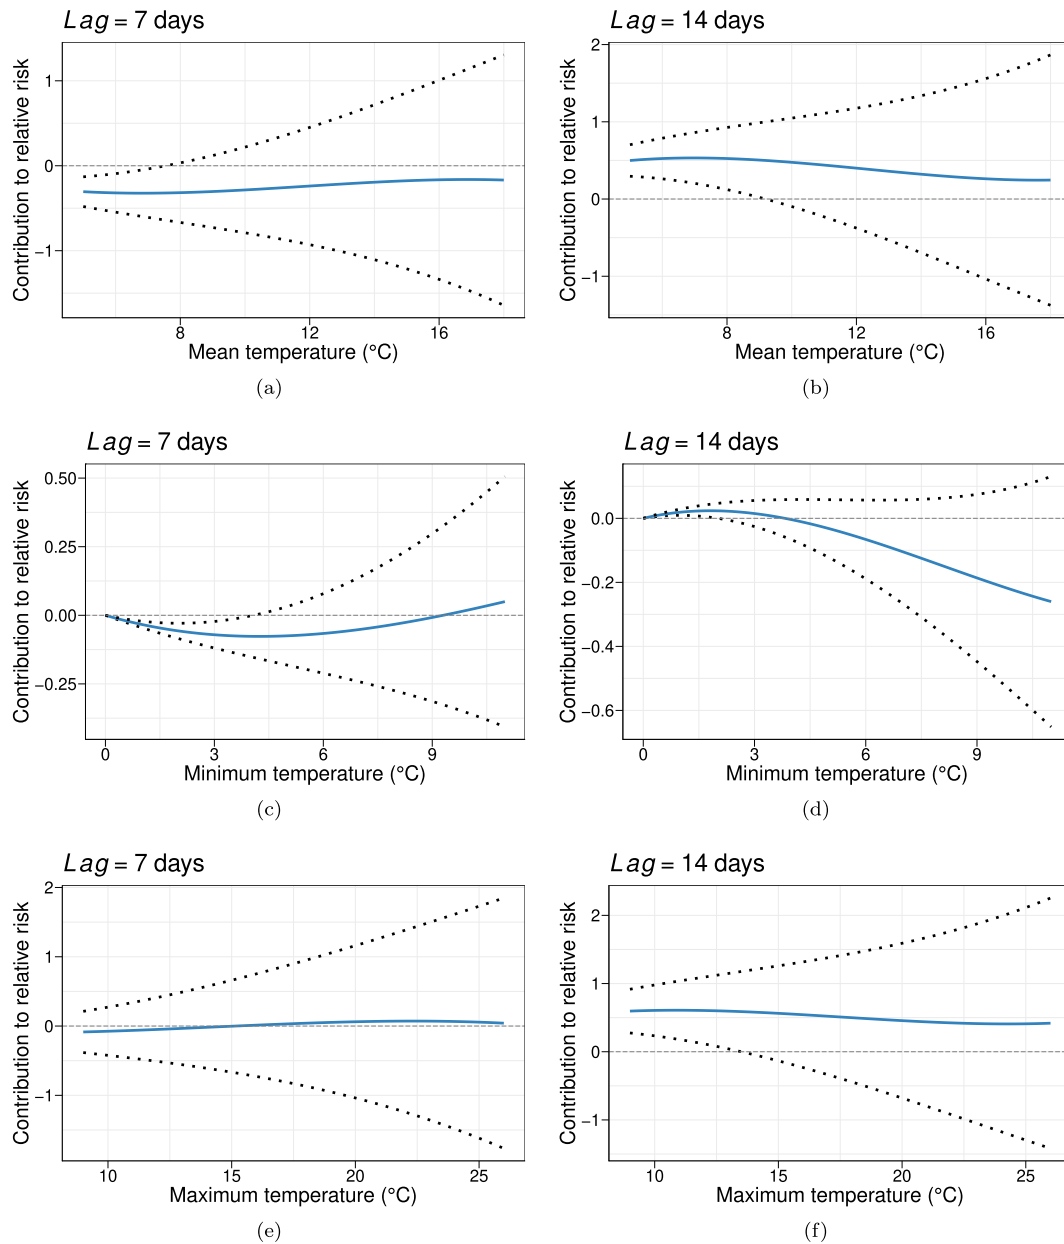 Lag = 7 days
Contribution to relative risk
1
0
−1
8
12
16
Mean temperature (°C)
(a)
Lag = 14 days
Contribution to relative risk
2
1
0
−1
8
12
16
Mean temperature (°C)
(b)
Lag = 7 days
Contribution to relative risk
0.50
0.25
0.00
−0.25
0
3
6
9
Minimum temperature (°C)
(c)
Lag = 14 days
Contribution to relative risk
0.0
−0.2
−0.4
−0.6
0
3
6
9
Minimum temperature (°C)
(d)
Lag = 7 days
Contribution to relative risk
2
1
0
−1
10
15
20
25
Maximum temperature (°C)
(e)
Lag = 14 days
Contribution to relative risk
2
1
0
−1
10
15
20
25
Maximum temperature (°C)
(f)